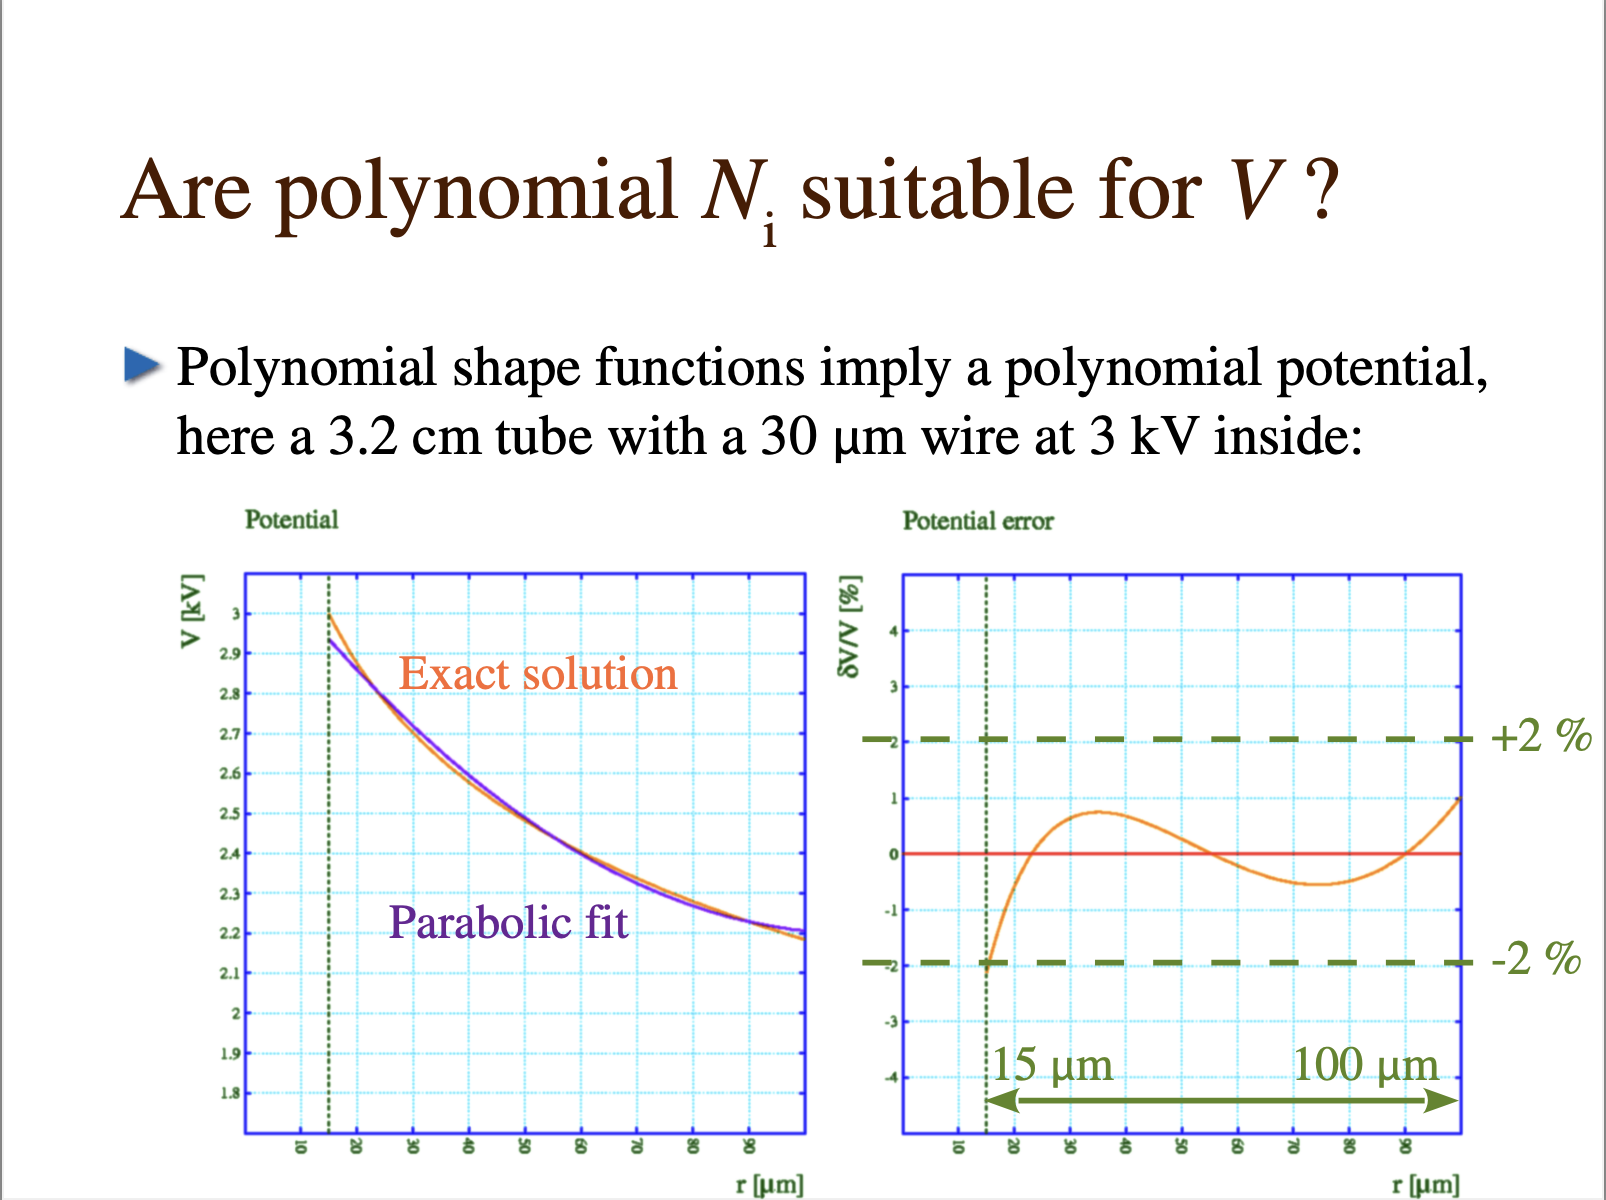 Are polynomial Ni suitable for V ?
Polynomial shape functions imply a polynomial potential,
here a 3.2 cm tube with a 30 µm wire at 3 kV inside:
Potential
V [kV]
3
2.9
2.8
2.7
2.6
2.5
2.4
2.3
2.2
2.1
2
1.9
1.8
Exact solution
Parabolic fit
10 20 30 40 50 60 70 80 90
r [µm]
Potential error
δV/V [%]
4
3
2
1
0
-1
-2
-3
-4
+2 %
-2 %
15 µm 100 µm
10 20 30 40 50 60 70 80 90
r [µm]